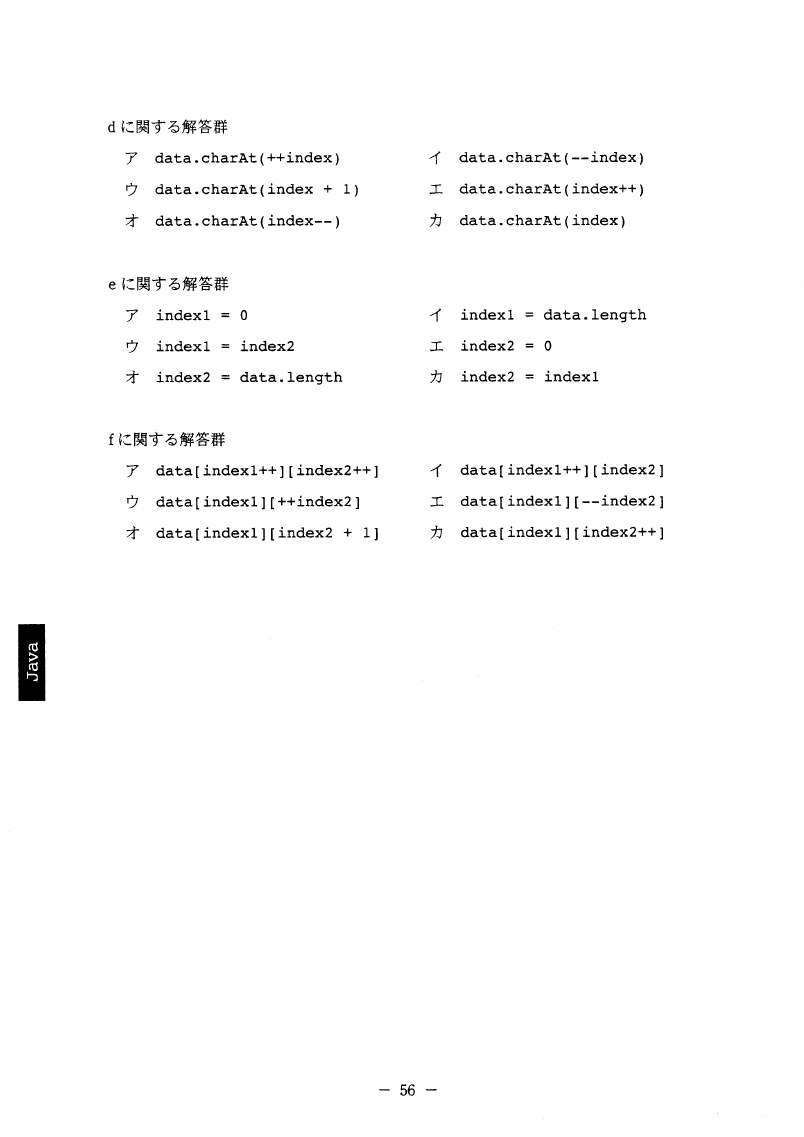 d に関する解答群
ア data.charAt(++index) イ data.charAt(--index)
ウ data.charAt(index + 1) エ data.charAt(index++)
オ data.charAt(index--) カ data.charAt(index)
e に関する解答群
ア index1 = 0 イ index1 = data.length
ウ index1 = index2 エ index2 = 0
オ index2 = data.length カ index2 = index1
f に関する解答群
ア data[index1++][index2++] イ data[index1++][index2]
ウ data[index1][++index2] エ data[index1][--index2]
オ data[index1][index2 + 1] カ data[index1][index2++]
Java
− 56 −